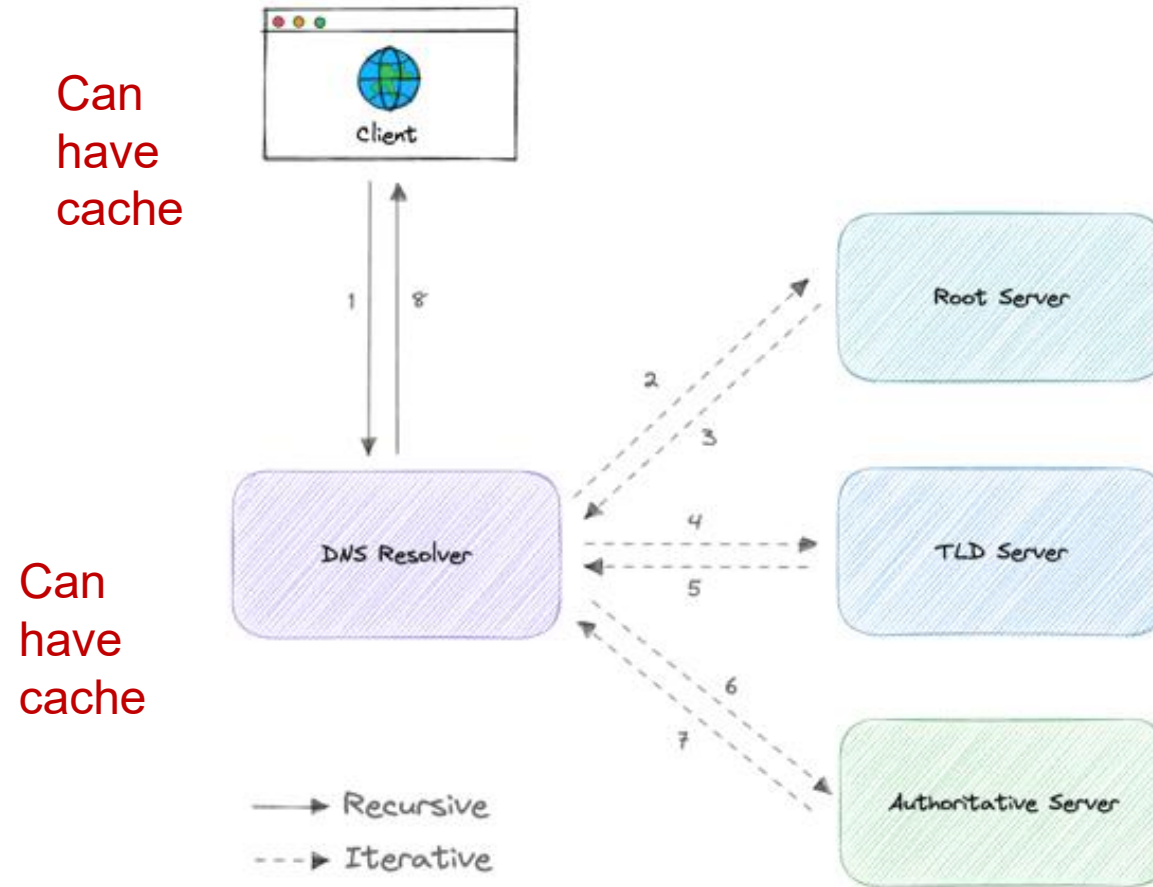 Can
have
cache
Client
1
8
Root Server
2
3
DNS Resolver
4
5
TLD Server
Can
have
cache
6
7
Authoritative Server
Recursive
Iterative